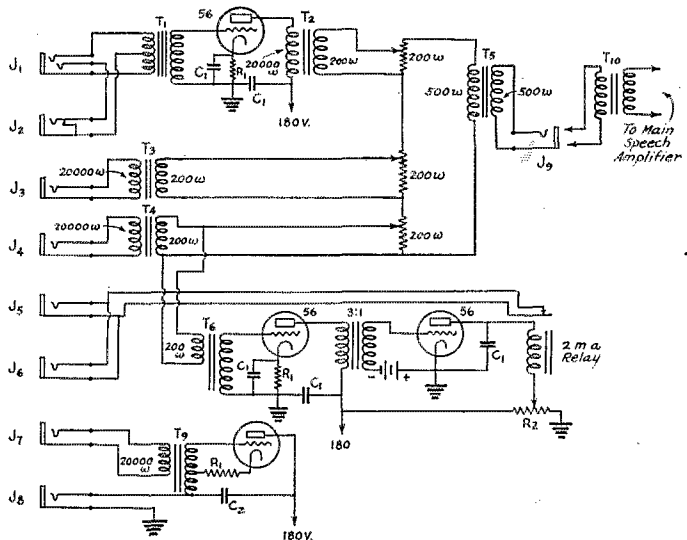 T1
56
T2
J1
C1
R1
C1
20000ω
200ω
200ω
180V.
T5
500ω
500ω
T10
To Main
Speech
Amplifier
J9
J2
T3
J3
20000ω
200ω
200ω
T4
J4
20000ω
200ω
200ω
J5
J6
T6
200
ω
56
3:1
56
C1
R1
C1
- +
C1
2 ma
Relay
R2
180
J7
T9
20000
ω
R1
J8
C2
180V.